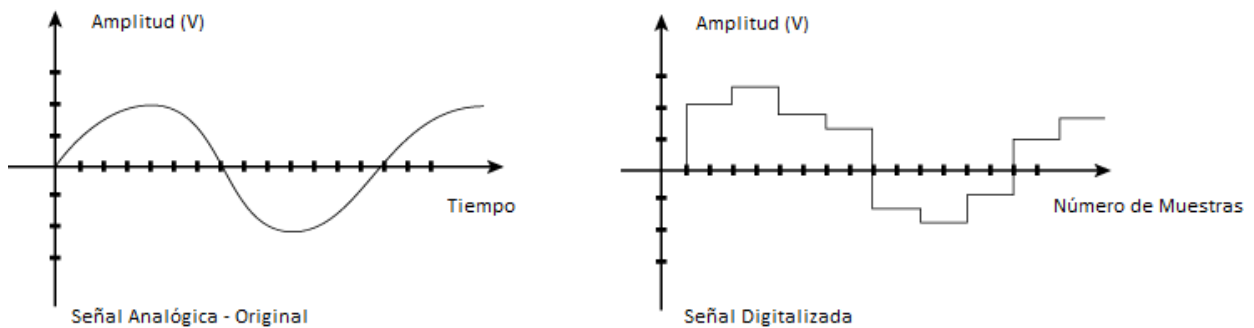 Amplitud (V)
Tiempo
Señal Analógica - Original
Amplitud (V)
Número de Muestras
Señal Digitalizada